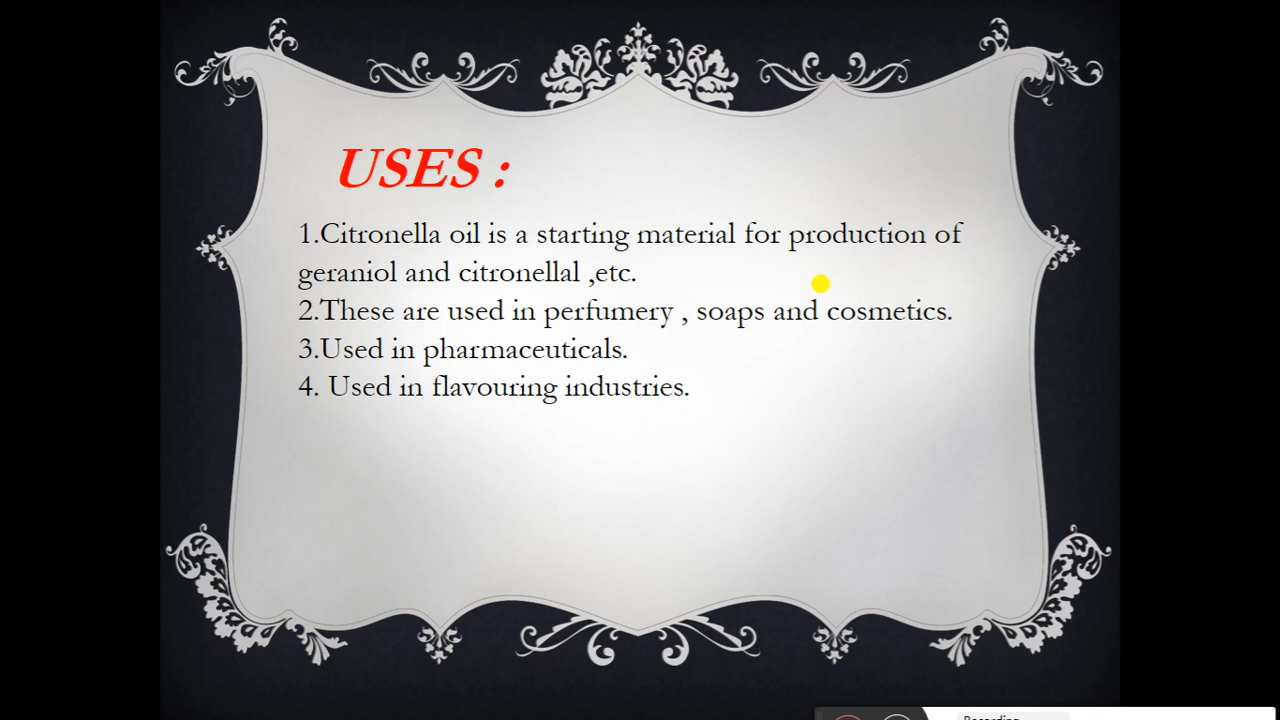 USES :
1.Citronella oil is a starting material for production of
geraniol and citronellal ,etc.
2.These are used in perfumery , soaps and cosmetics.
3.Used in pharmaceuticals.
4. Used in flavouring industries.